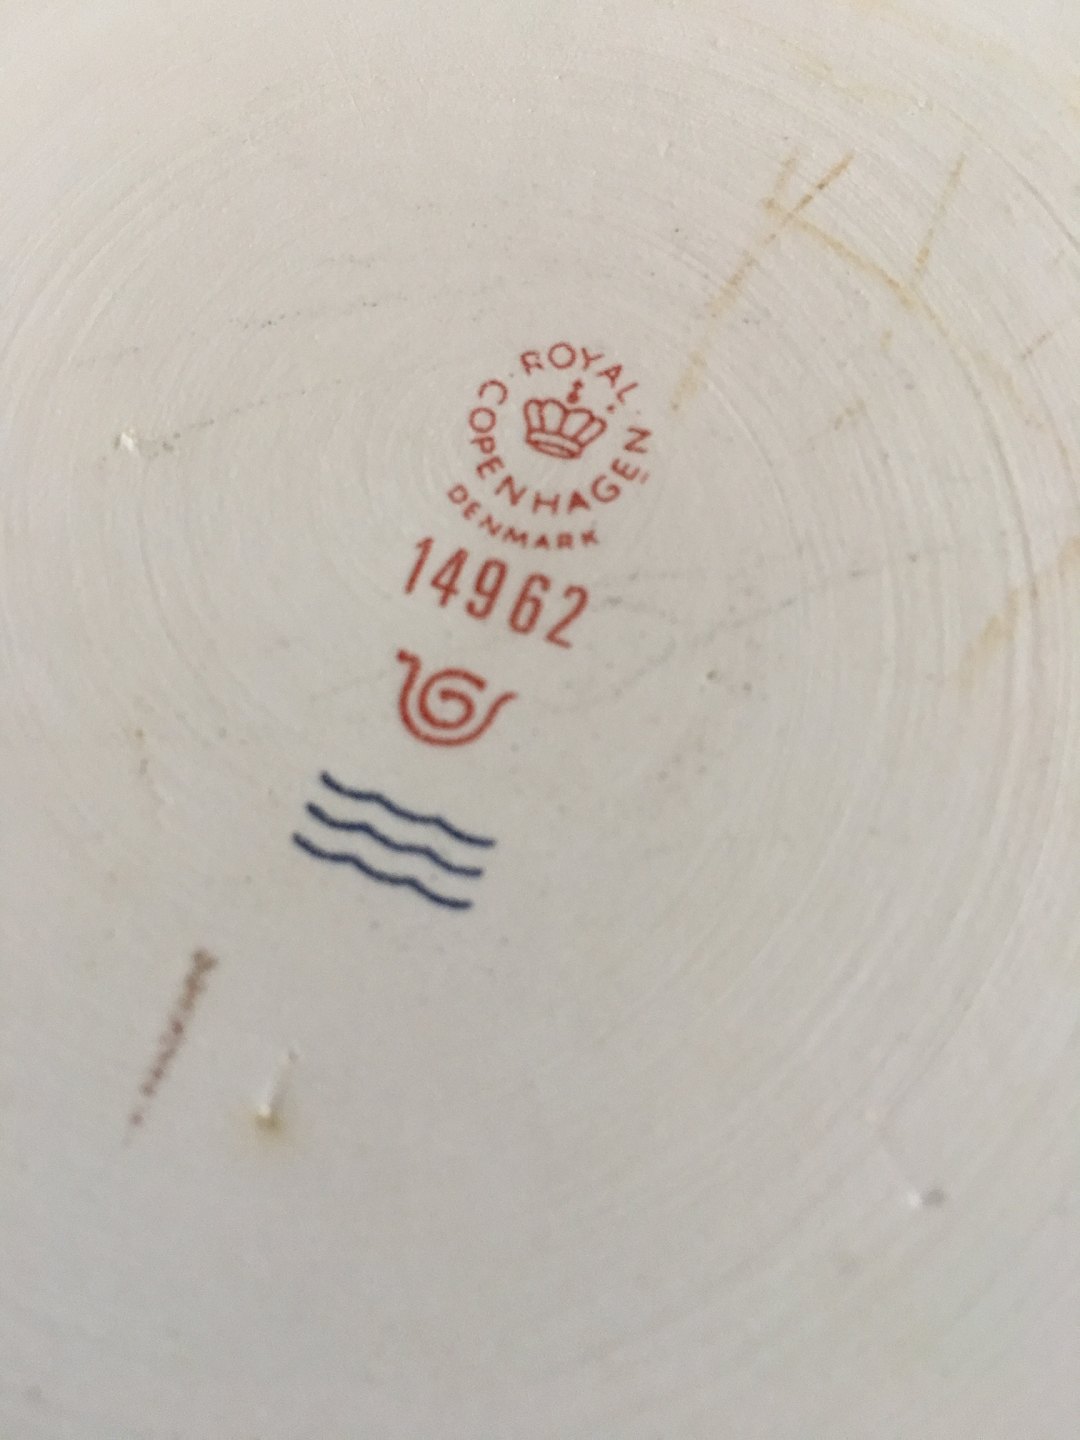 ROYAL
COPENHAGEN
DENMARK
14962